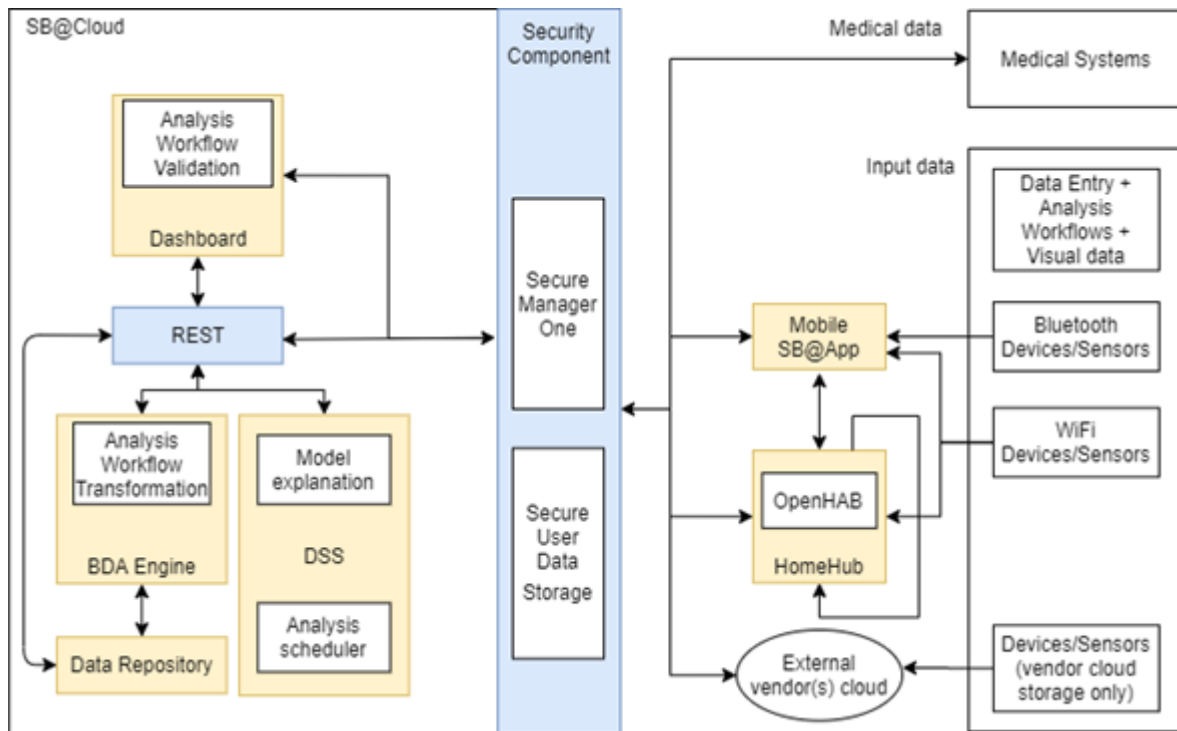 SB@Cloud
Analysis
Workflow
Validation
Dashboard
REST
Analysis
Workflow
Transformation
BDA Engine
Data Repository
Model
explanation
DSS
Analysis
scheduler
Security
Component
Secure
Manager
One
Secure
User
Data
Storage
Medical data
Medical Systems
Input data
Data Entry +
Analysis
Workflows +
Visual data
Mobile
SB@App
Bluetooth
Devices/Sensors
WiFi
Devices/Sensors
OpenHAB
HomeHub
External
vendor(s) cloud
Devices/Sensors
(vendor cloud
storage only)